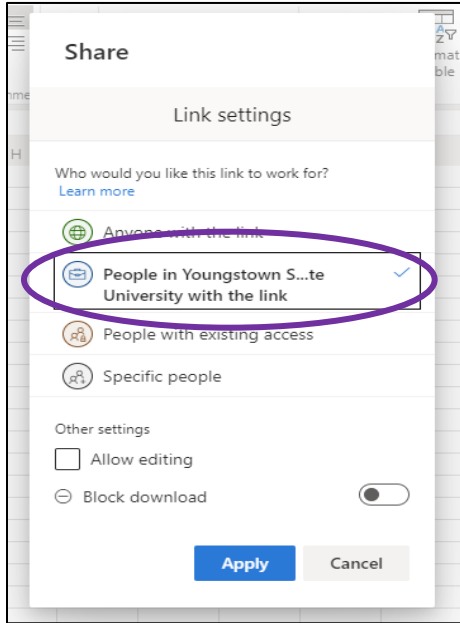 Share
Link settings
Who would you like this link to work for?
Learn more
Anyone with the link
People in Youngstown S...te
University with the link
People with existing access
Specific people
Other settings
Allow editing
Block download
Apply
Cancel
H